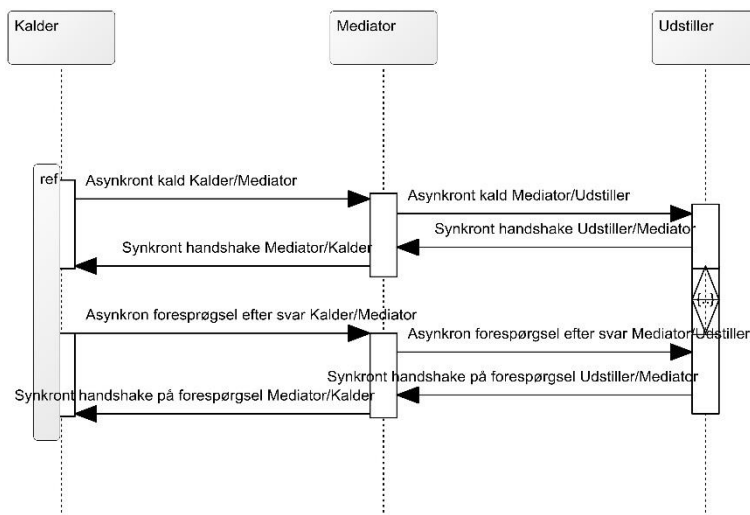 Kalder
Mediator
Udstiller
ref
Asynkront kald Kalder/Mediator
Asynkront kald Mediator/Udstiller
Synkront handshake Udstiller/Mediator
Synkront handshake Mediator/Kalder
Asynkron foresprøgsel efter svar Kalder/Mediator
Asynkron forespørgsel efter svar Mediator/Udstiller
Synkront handshake på forespørgsel Udstiller/Mediator
Synkront handshake på forespørgsel Mediator/Kalder